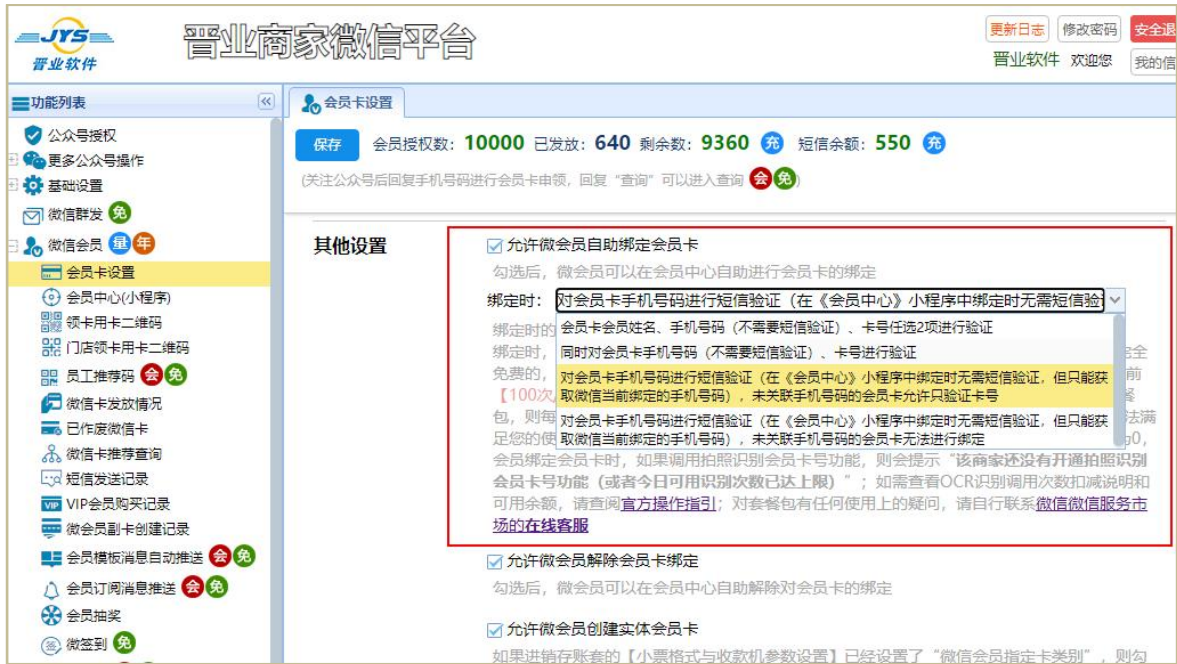 JYS
晋业软件
晋业商家微信平台
更新日志 修改密码 安全退
晋业软件 欢迎您 我的信
功能列表
会员卡设置
公众号授权
更多公众号操作
基础设置
微信群发 免
微信会员 量 年
会员卡设置
会员中心(小程序)
领卡用卡二维码
门店领卡用卡二维码
员工推荐码 会 免
微信卡发放情况
已作废微信卡
微信卡推荐查询
短信发送记录
VIP VIP会员购买记录
微会员副卡创建记录
会员模板消息自动推送 会 免
会员订阅消息推送 会 免
会员抽奖
签 微签到 免
保存 会员授权数：10000 已发放：640 剩余数：9360 充 短信余额：550 充
(关注公众号后回复手机号码进行会员卡申领，回复“查询”可以进入查询 会 免)
其他设置
允许微会员自助绑定会员卡
勾选后，微会员可以在会员中心自助进行会员卡的绑定
绑定时： 对会员卡手机号码进行短信验证（在《会员中心》小程序中绑定时无需短信验
会员卡会员姓名、手机号码（不需要短信验证）、卡号任选2项进行验证
同时对会员卡手机号码（不需要短信验证）、卡号进行验证
对会员卡手机号码进行短信验证（在《会员中心》小程序中绑定时无需短信验证，但只能获
取微信当前绑定的手机号码），未关联手机号码的会员卡允许只验证卡号
对会员卡手机号码进行短信验证（在《会员中心》小程序中绑定时无需短信验证，但只能获
取微信当前绑定的手机号码），未关联手机号码的会员卡无法进行绑定
绑定时的
绑定时，
免费的， 前
【100次
包，则每 法满
足您的使 为0，
会员绑定会员卡时，如果调用拍照识别会员卡号功能，则会提示“该商家还没有开通拍照识别
会员卡号功能（或者今日可用识别次数已达上限）”；如需查看OCR识别调用次数扣减说明和
可用余额，请查阅官方操作指引；对套餐包有任何使用上的疑问，请自行联系微信微信服务市
场的在线客服
允许微会员解除会员卡绑定
勾选后，微会员可以在会员中心自助解除对会员卡的绑定
允许微会员创建实体会员卡
如果进销存账套的【小票格式与收款机参数设置】已经设置了“微信会员指定卡类别”，则勾